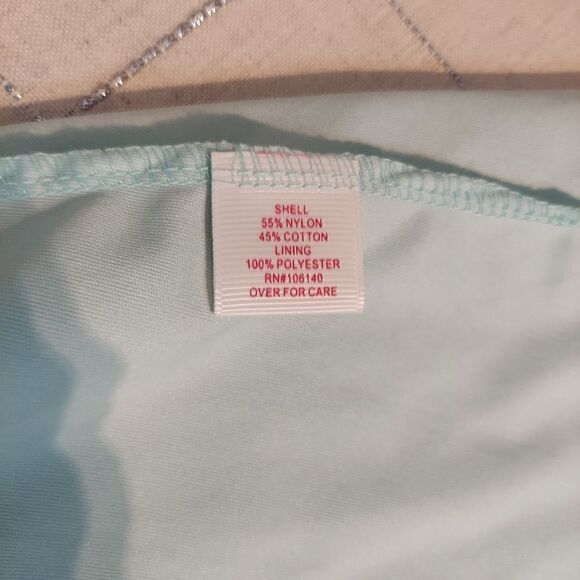 SHELL
55% NYLON
45% COTTON
LINING
100% POLYESTER
RN#106140
OVER FOR CARE